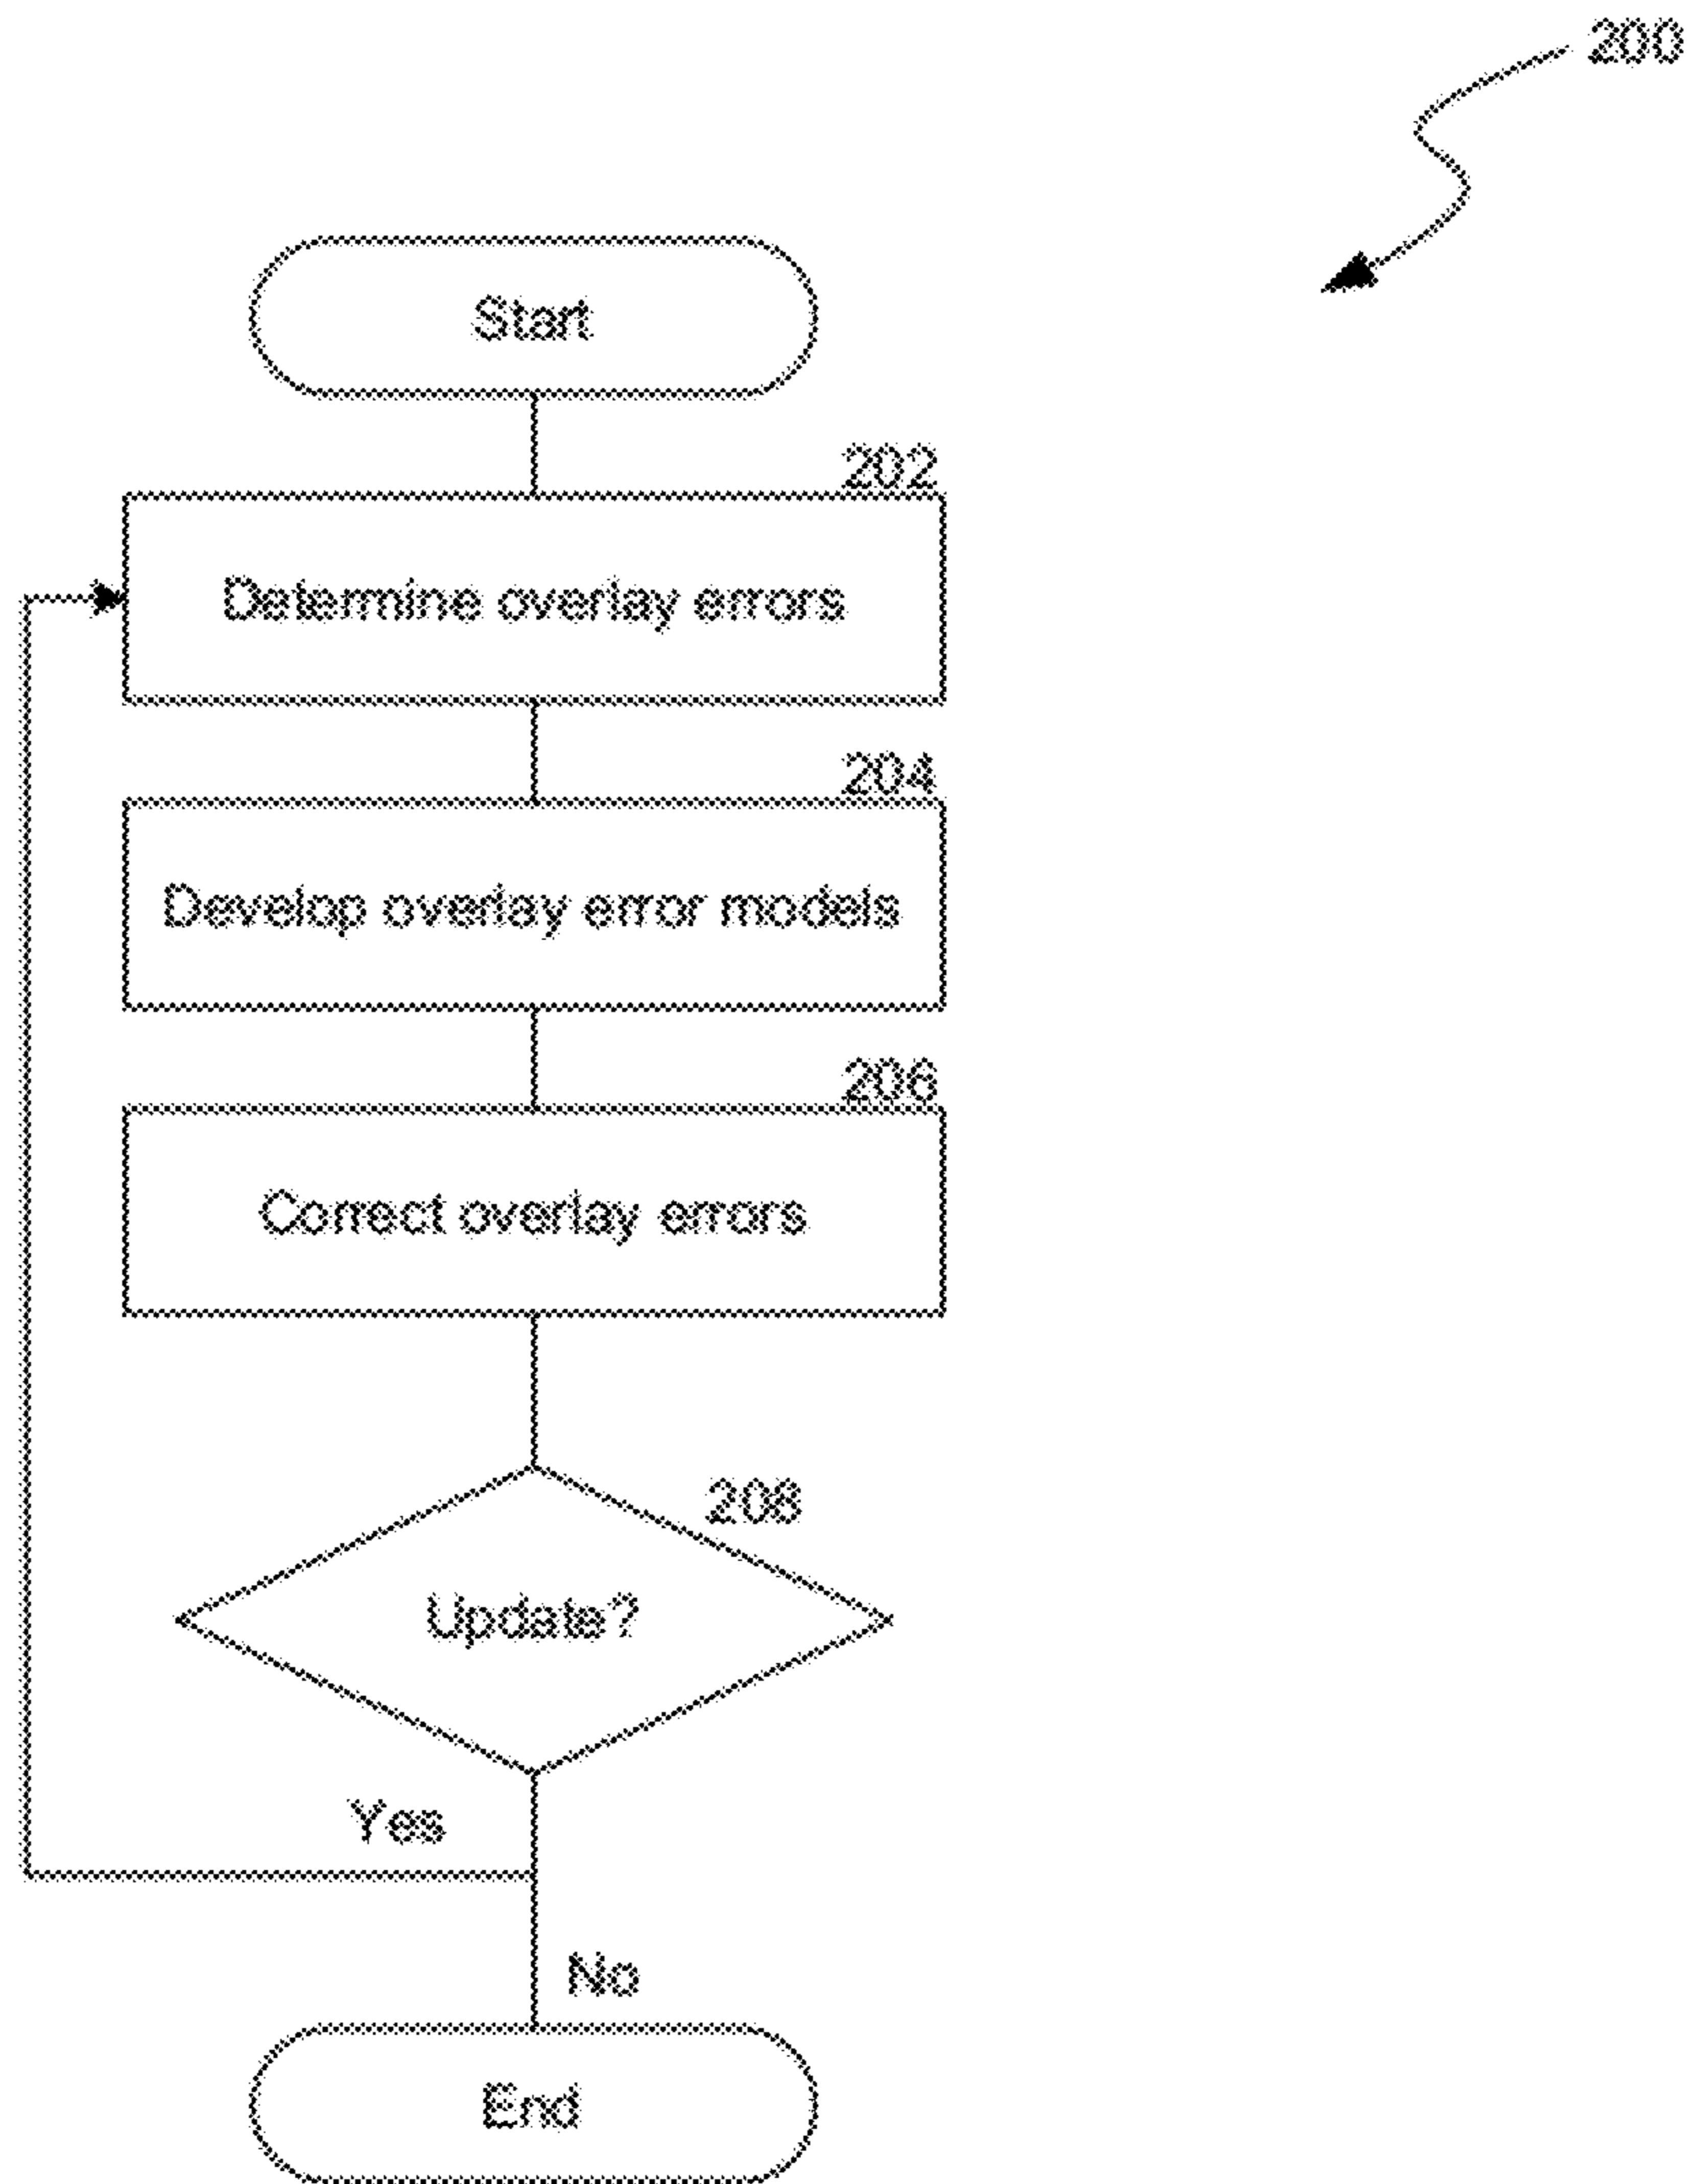 200
Start
202
Determine overlay errors
204
Develop overlay error models
206
Correct overlay errors
208
Update?
Yes
No
End